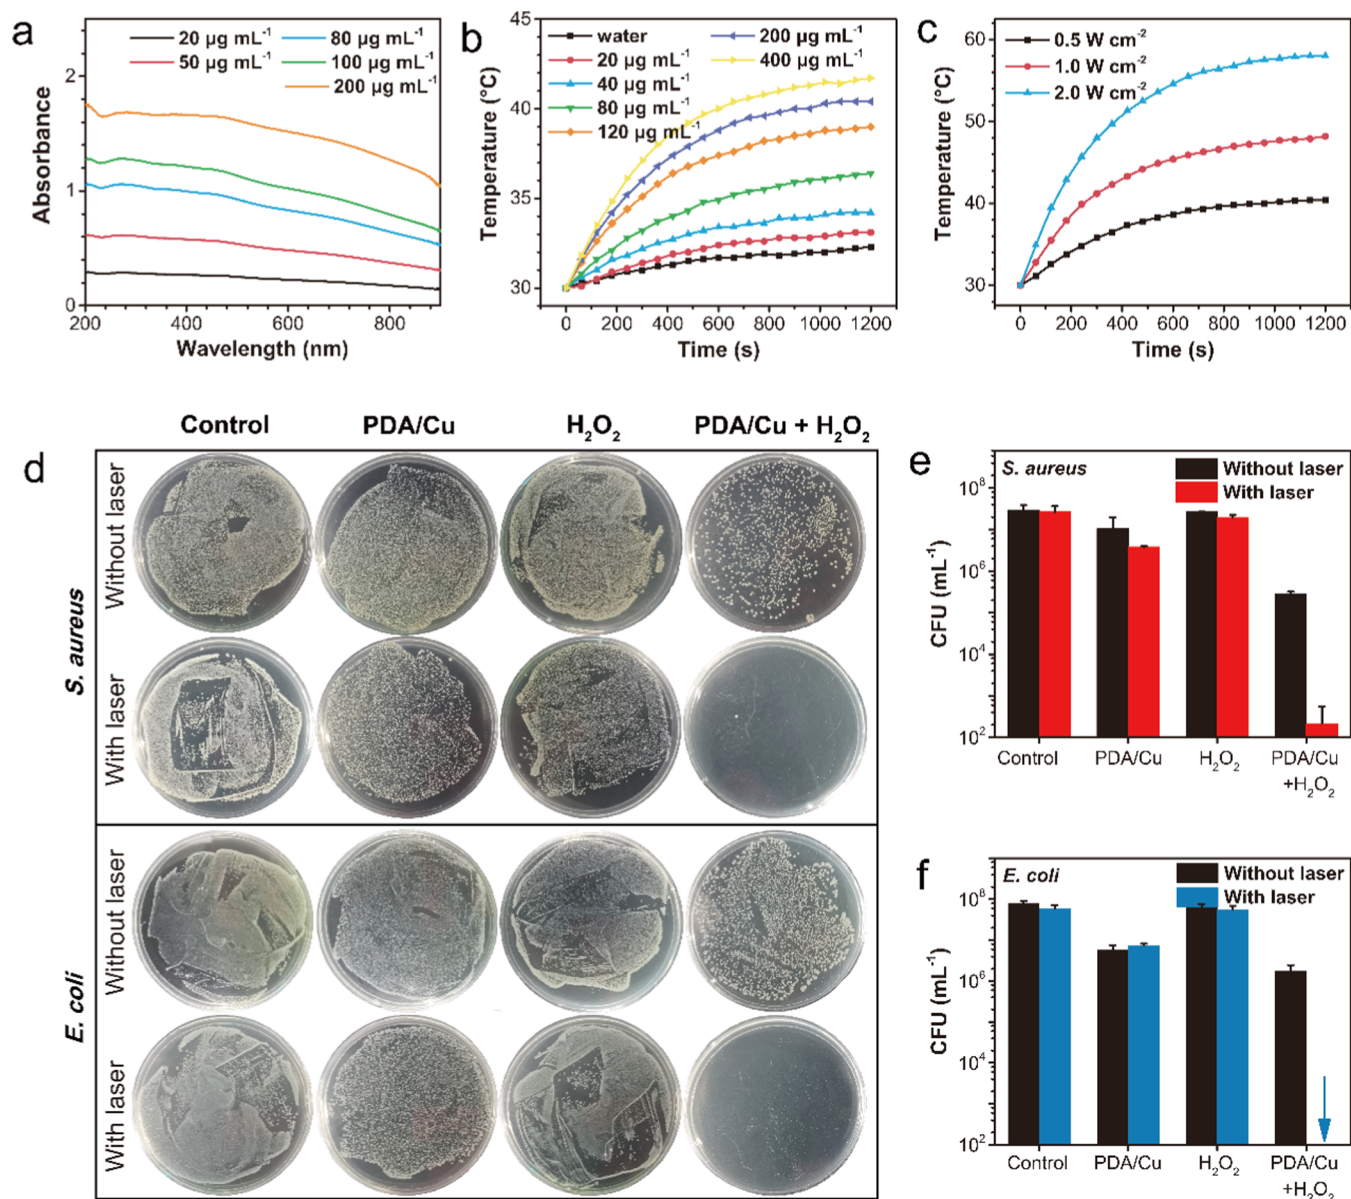 a
20 µg mL⁻¹
80 µg mL⁻¹
50 µg mL⁻¹
100 µg mL⁻¹
200 µg mL⁻¹
2
1
0
Absorbance
200
400
600
800
Wavelength (nm)
b
water
200 µg mL⁻¹
20 µg mL⁻¹
400 µg mL⁻¹
40 µg mL⁻¹
80 µg mL⁻¹
120 µg mL⁻¹
45
40
35
30
Temperature (°C)
0
200
400
600
800
1000
1200
Time (s)
c
0.5 W cm⁻²
1.0 W cm⁻²
2.0 W cm⁻²
60
50
40
30
Temperature (°C)
0
200
400
600
800
1000
1200
Time (s)
d
Control
PDA/Cu
H₂O₂
PDA/Cu + H₂O₂
S. aureus
Without laser
With laser
E. coli
Without laser
With laser
e
S. aureus
Without laser
With laser
10⁸
10⁶
10⁴
10²
CFU (mL⁻¹)
Control
PDA/Cu
H₂O₂
PDA/Cu
+H₂O₂
f
E. coli
Without laser
With laser
10⁸
10⁶
10⁴
10²
CFU (mL⁻¹)
Control
PDA/Cu
H₂O₂
PDA/Cu
+H₂O₂